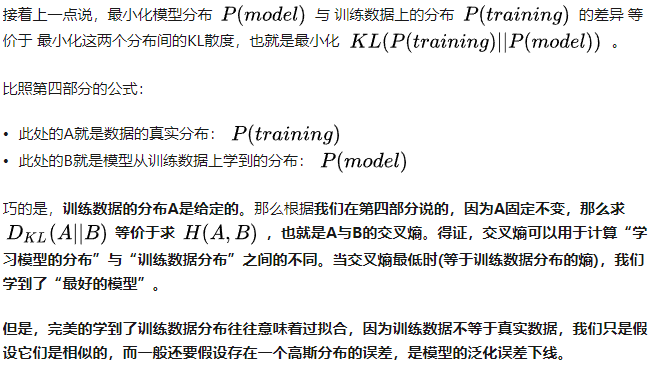 接着上一点说，最小化模型分布 P(model) 与 训练数据上的分布 P(training) 的差异 等
价于 最小化这两个分布间的KL散度，也就是最小化 KL(P(training)||P(model)) 。
比照第四部分的公式：
• 此处的A就是数据的真实分布： P(training)
• 此处的B就是模型从训练数据上学到的分布： P(model)
巧的是，训练数据的分布A是给定的。那么根据我们在第四部分说的，因为A固定不变，那么求
D_{KL}(A||B) 等价于求 H(A, B) ，也就是A与B的交叉熵。得证，交叉熵可以用于计算“学
习模型的分布”与“训练数据分布”之间的不同。当交叉熵最低时(等于训练数据分布的熵)，我们
学到了“最好的模型”。
但是，完美的学到了训练数据分布往往意味着过拟合，因为训练数据不等于真实数据，我们只是假
设它们是相似的，而一般还要假设存在一个高斯分布的误差，是模型的泛化误差下线。